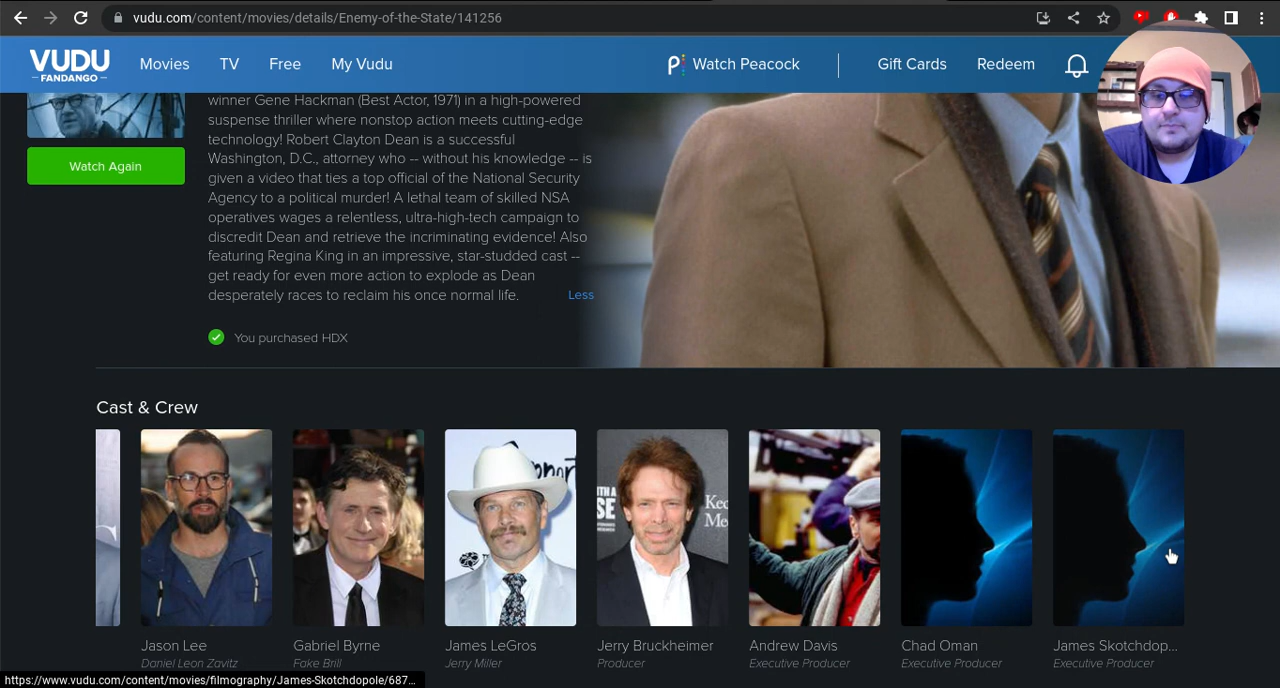 vudu.com/content/movies/details/Enemy-of-the-State/141256
VUDU
FANDANGO
Movies
TV
Free
My Vudu
Watch Peacock
Gift Cards
Redeem
winner Gene Hackman (Best Actor, 1971) in a high-powered
suspense thriller where nonstop action meets cutting-edge
technology! Robert Clayton Dean is a successful
Washington, D.C., attorney who -- without his knowledge -- is
given a video that ties a top official of the National Security
Agency to a political murder! A lethal team of skilled NSA
operatives wages a relentless, ultra-high-tech campaign to
discredit Dean and retrieve the incriminating evidence! Also
featuring Regina King in an impressive, star-studded cast --
get ready for even more action to explode as Dean
desperately races to reclaim his once normal life.
Less
Watch Again
You purchased HDX
Cast & Crew
Jason Lee
Daniel Leon Zavitz
Gabriel Byrne
Fake Brill
James LeGros
Jerry Miller
Jerry Bruckheimer
Producer
Andrew Davis
Executive Producer
Chad Oman
Executive Producer
James Skotchdop...
Executive Producer
https://www.vudu.com/content/movies/filmography/James-Skotchdopole/687...